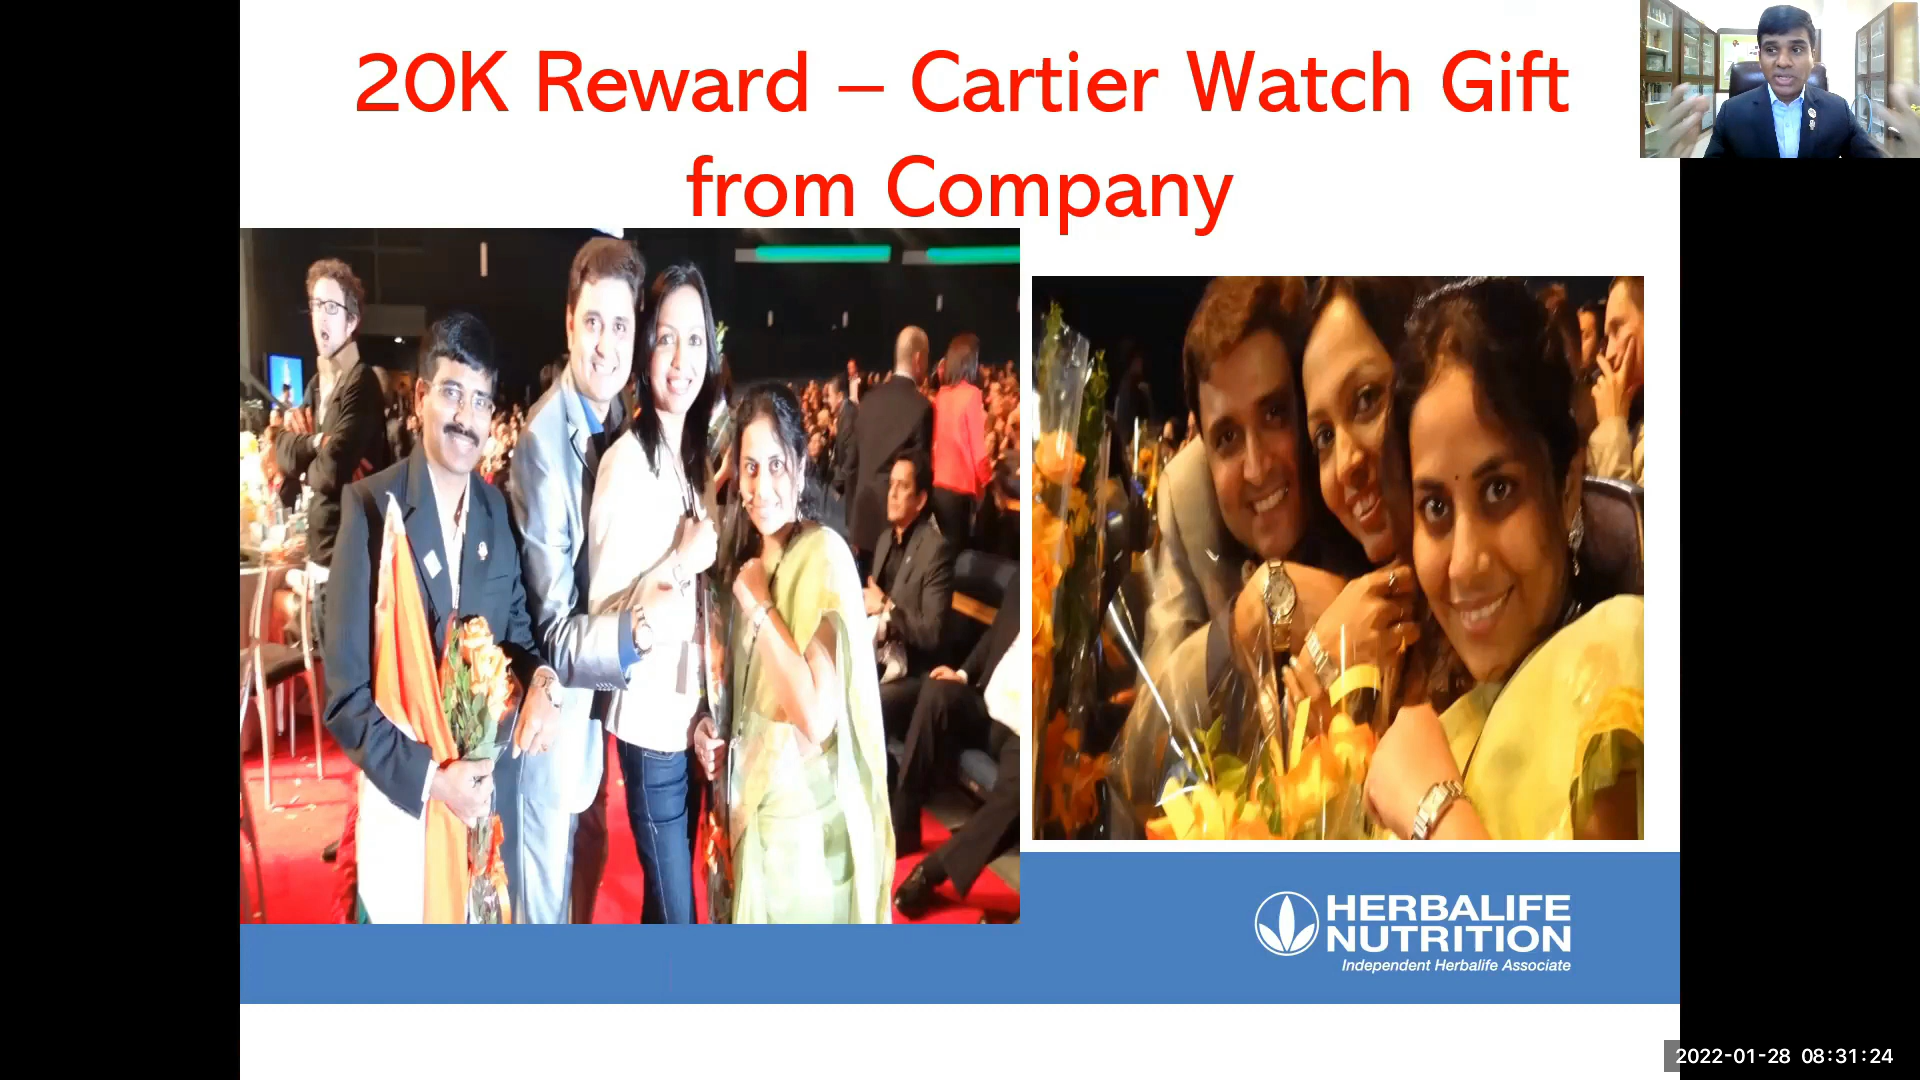 20K Reward – Cartier Watch Gift
from Company
HERBALIFE
NUTRITION
Independent Herbalife Associate
2022-01-28 08:31:24